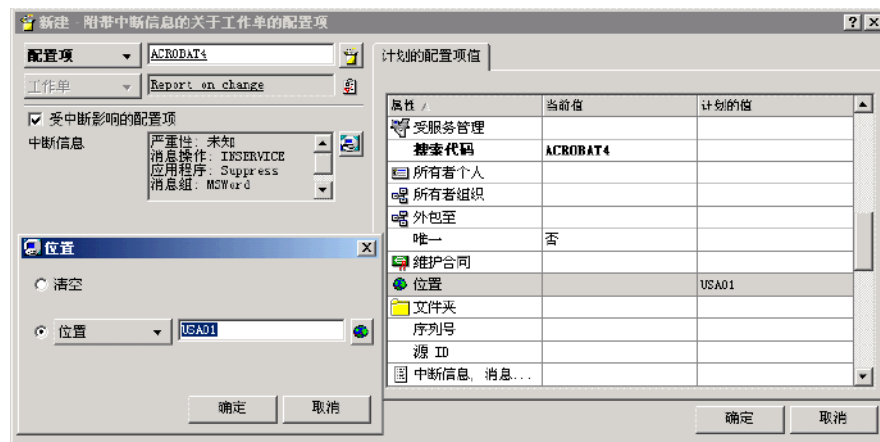 新建 - 附带中断信息的关于工作单的配置项
配置项 ACROBAT4
工作单 Report on change
受中断影响的配置项
中断信息
严重性: 未知
消息操作: INSERVICE
应用程序: Suppress
消息组: MSWord
计划的配置项值
属性 当前值 计划的值
受服务管理
搜索代码 ACROBAT4
所有者个人
所有者组织
外包至
唯一 否
维护合同
位置 USA01
文件夹
序列号
源 ID
中断信息, 消息...
确定 取消
位置
清空
位置 USA01
确定 取消